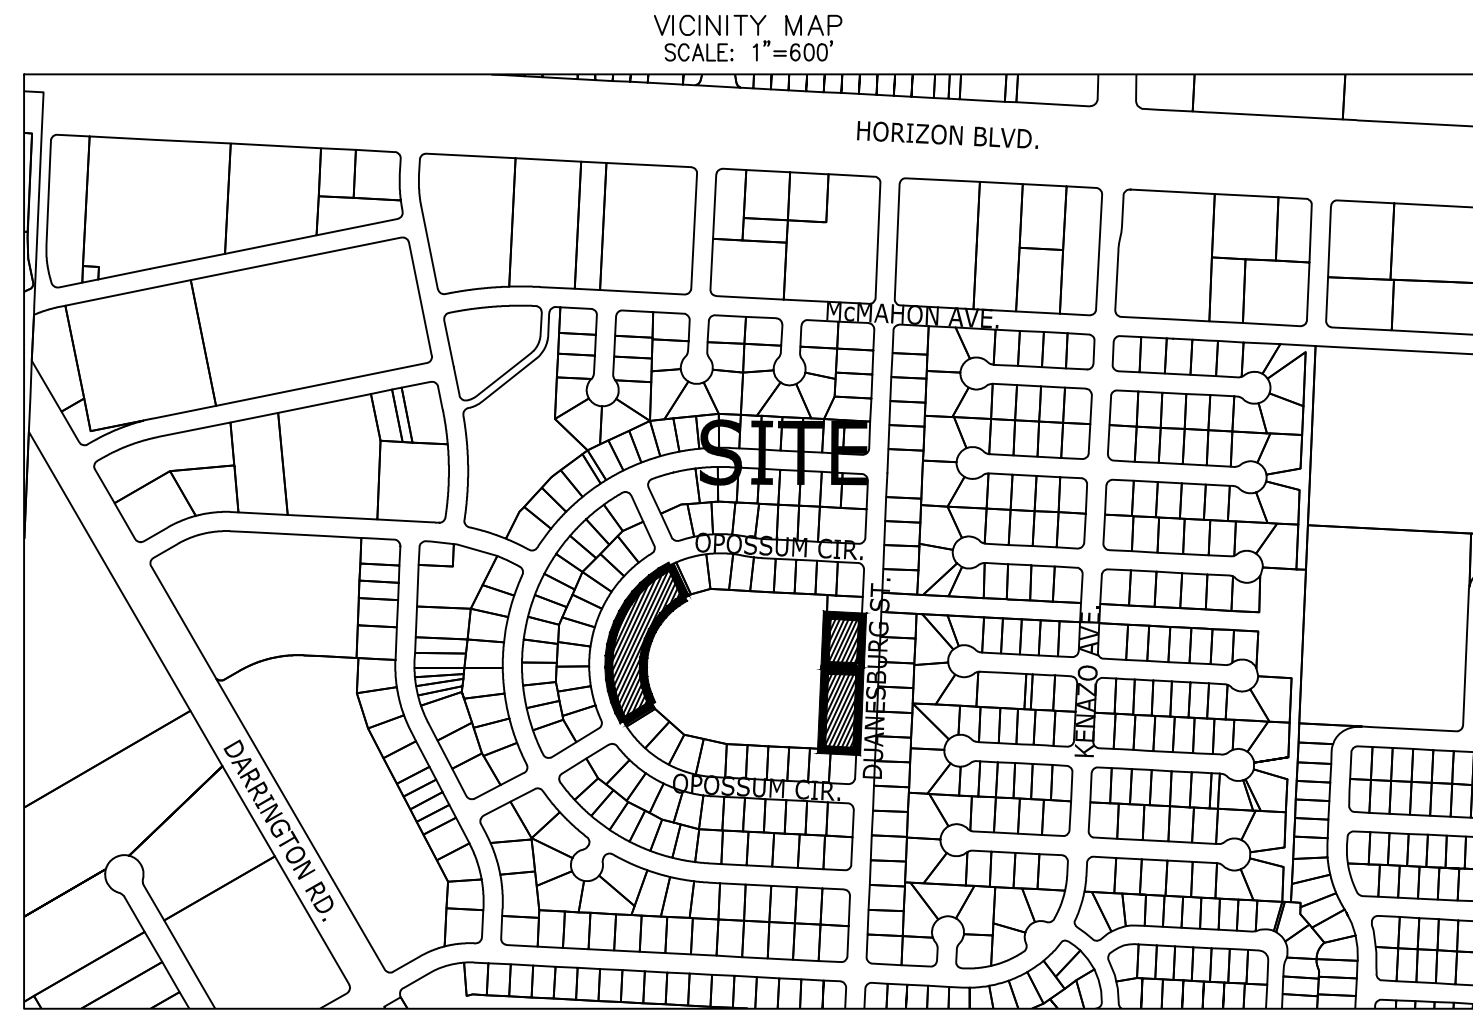 VICINITY MAP
SCALE: 1"=600'
HORIZON BLVD.
McMAHON AVE.
SITE
OPOSSUM CIR.
DUANESBURG ST.
KENAZO AVE.
OPOSSUM CIR.
DARRINGTON RD.